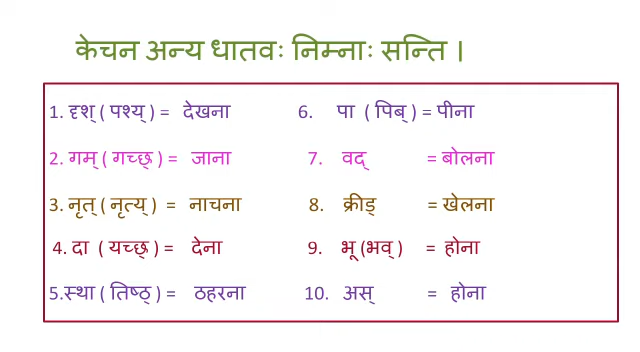 केचन अन्य धातवः निम्नाः सन्ति ।
1. दृश् ( पश्य् ) = देखना 6. पा ( पिब् ) = पीना
2. गम् ( गच्छ् ) = जाना 7. वद् = बोलना
3. नृत् ( नृत्य् ) = नाचना 8. क्रीड् = खेलना
4. दा ( यच्छ् ) = देना 9. भू (भव् ) = होना
5.स्था ( तिष्ठ् ) = ठहरना 10. अस् = होना